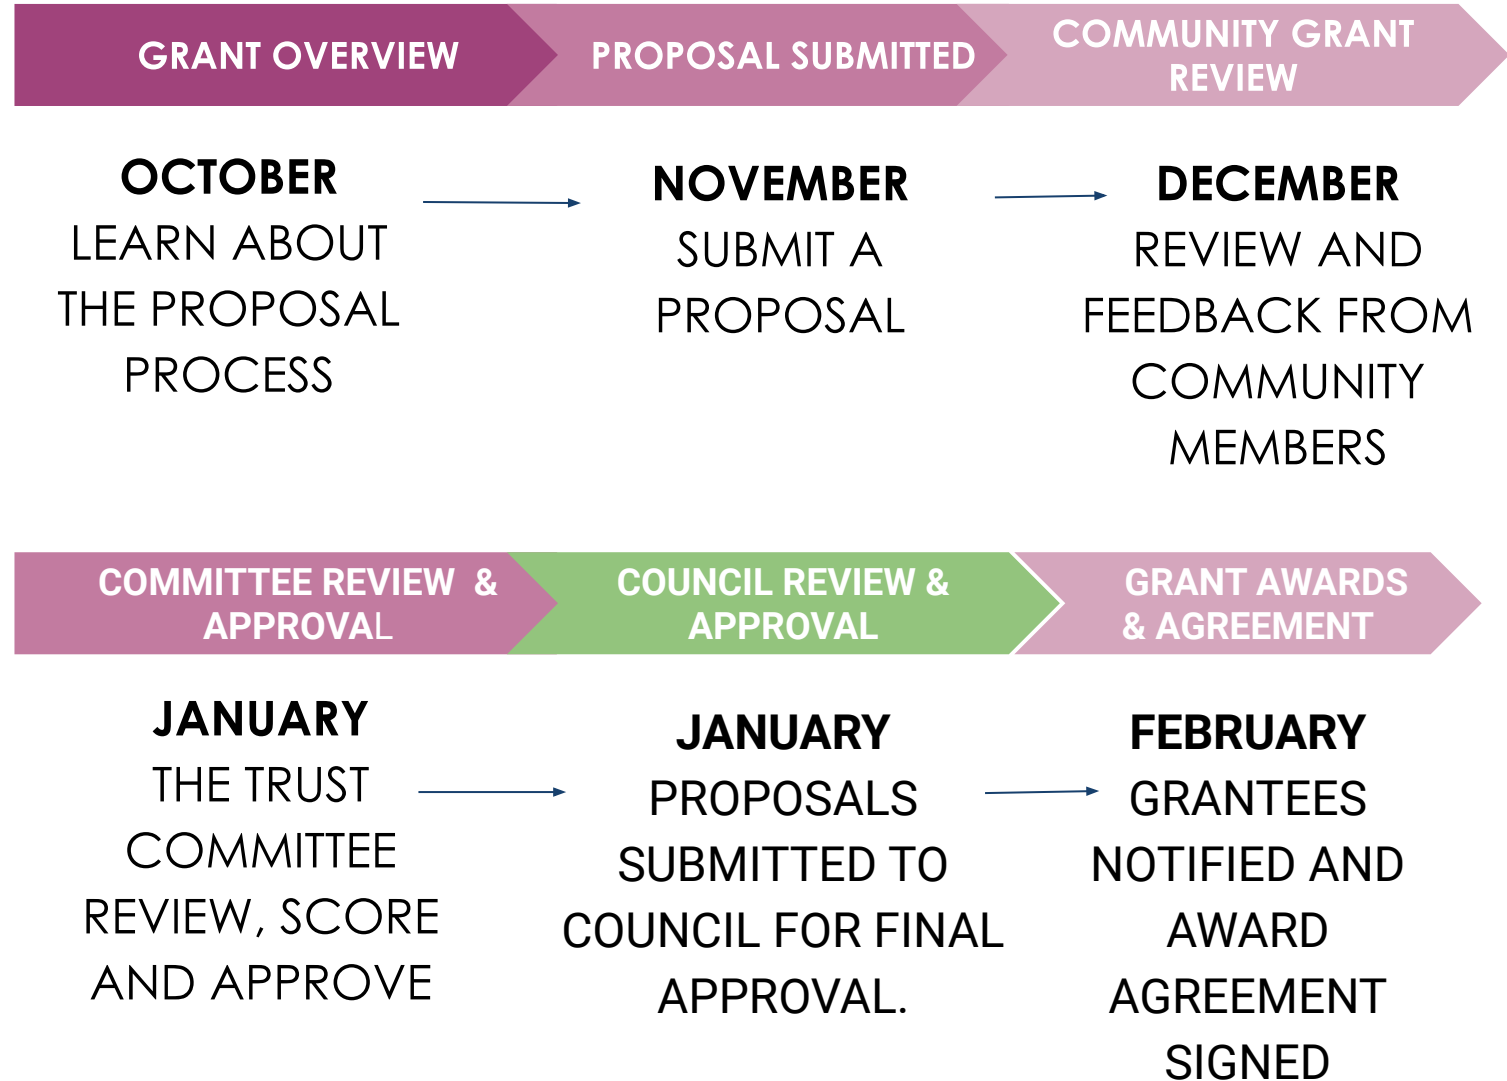 GRANT OVERVIEW
PROPOSAL SUBMITTED
COMMUNITY GRANT
REVIEW
OCTOBER
LEARN ABOUT
THE PROPOSAL
PROCESS
NOVEMBER
SUBMIT A
PROPOSAL
DECEMBER
REVIEW AND
FEEDBACK FROM
COMMUNITY
MEMBERS
COMMITTEE REVIEW &
APPROVAL
COUNCIL REVIEW &
APPROVAL
GRANT AWARDS
& AGREEMENT
JANUARY
THE TRUST
COMMITTEE
REVIEW, SCORE
AND APPROVE
JANUARY
PROPOSALS
SUBMITTED TO
COUNCIL FOR FINAL
APPROVAL.
FEBRUARY
GRANTEES
NOTIFIED AND
AWARD
AGREEMENT
SIGNED